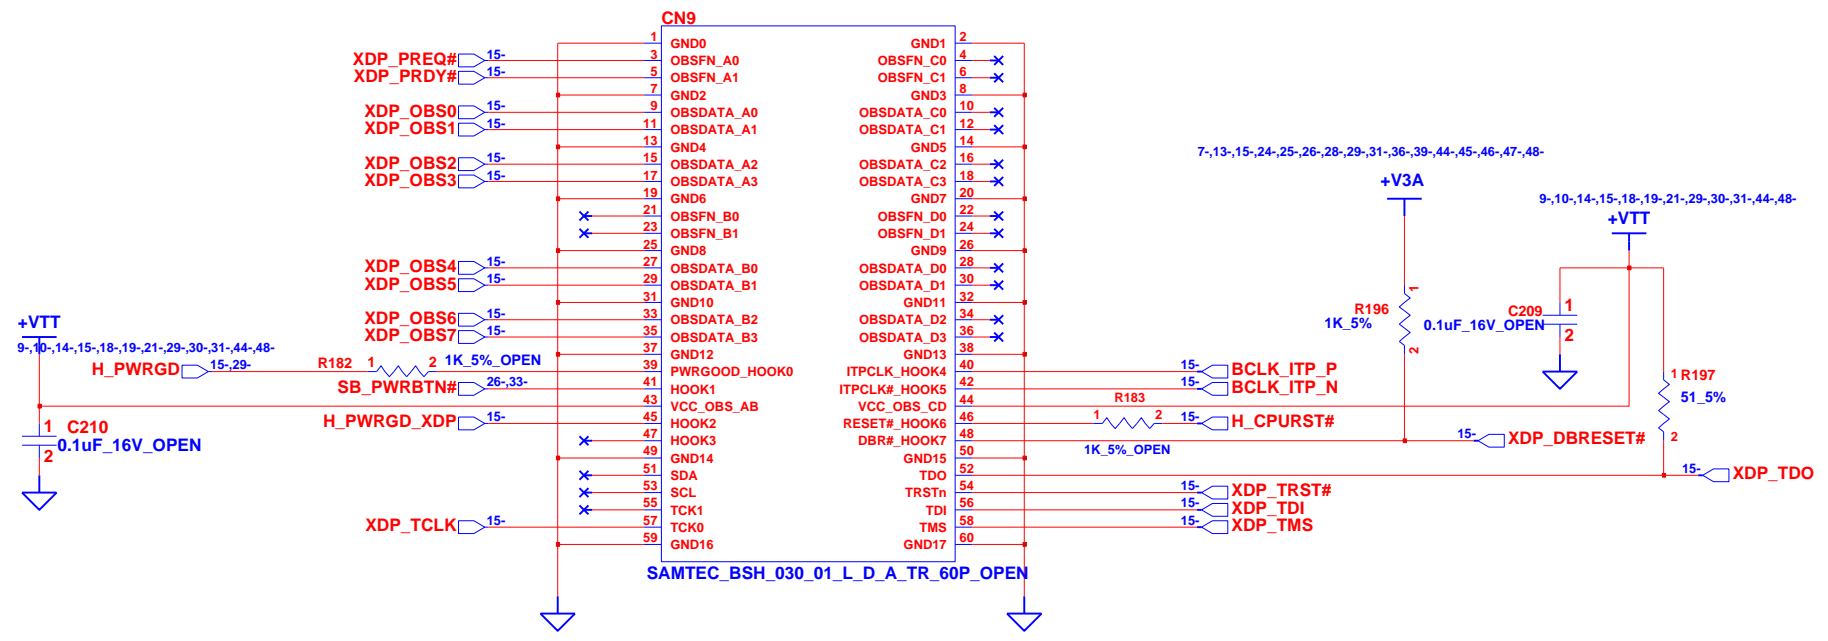 CN9
1 GND0 GND1 2
XDP_PREQ# 15- 3 OBSFN_A0 OBSFN_C0 4
XDP_PRDY# 15- 5 OBSFN_A1 OBSFN_C1 6
7 GND2 GND3 8
XDP_OBS0 15- 9 OBSDATA_A0 OBSDATA_C0 10
XDP_OBS1 15- 11 OBSDATA_A1 OBSDATA_C1 12
13 GND4 GND5 14
7-,13-,15-,24-,25-,26-,28-,29-,31-,36-,39-,44-,45-,46-,47-,48-
XDP_OBS2 15- 15 OBSDATA_A2 OBSDATA_C2 16
XDP_OBS3 15- 17 OBSDATA_A3 OBSDATA_C3 18
+V3A
19 GND6 GND7 20
9-,10-,14-,15-,18-,19-,21-,29-,30-,31-,44-,48-
21 OBSFN_B0 OBSFN_D0 22
+VTT
23 OBSFN_B1 OBSFN_D1 24
25 GND8 GND9 26
XDP_OBS4 15- 27 OBSDATA_B0 OBSDATA_D0 28
XDP_OBS5 15- 29 OBSDATA_B1 OBSDATA_D1 30
31 GND10 GND11 32
1
R196
1K_5%
2
C209 1
0.1uF_16V_OPEN
2
XDP_OBS6 15- 33 OBSDATA_B2 OBSDATA_D2 34
+VTT
XDP_OBS7 15- 35 OBSDATA_B3 OBSDATA_D3 36
9-,10-,14-,15-,18-,19-,21-,29-,30-,31-,44-,48-
37 GND12 GND13 38
R182 1 2 1K_5%_OPEN
H_PWRGD 15-,29- 39 PWRGOOD_HOOK0 ITPCLK_HOOK4 40 15- BCLK_ITP_P
1 R197
51_5%
2
SB_PWRBTN# 26-,33- 41 HOOK1 ITPCLK#_HOOK5 42 15- BCLK_ITP_N
43 VCC_OBS_AB VCC_OBS_CD 44
R183
1 C210
0.1uF_16V_OPEN
2
H_PWRGD_XDP 15- 45 HOOK2 RESET#_HOOK6 46 1 2 15- H_CPURST#
47 HOOK3 DBR#_HOOK7 48 15- XDP_DBRESET#
1K_5%_OPEN
49 GND14 GND15 50
51 SDA TDO 52 15- XDP_TDO
53 SCL TRSTn 54 15- XDP_TRST#
55 TCK1 TDI 56 15- XDP_TDI
XDP_TCLK 15- 57 TCK0 TMS 58 15- XDP_TMS
59 GND16 GND17 60
SAMTEC_BSH_030_01_L_D_A_TR_60P_OPEN